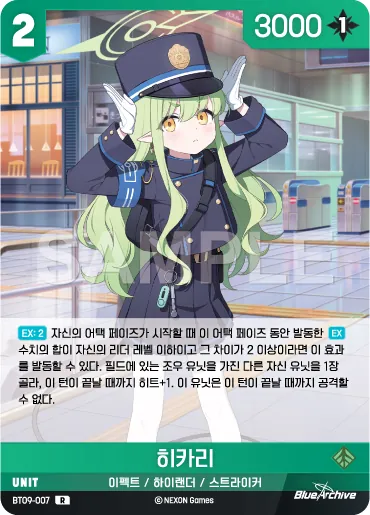 2
3000 1
SAMPLE
EX: 2 자신의 어택 페이즈가 시작할 때 이 어택 페이즈 동안 발동한 EX
수치의 합이 자신의 리더 레벨 이하이고 그 차이가 2 이상이라면 이 효과
를 발동할 수 있다. 필드에 있는 조우 유닛을 가진 다른 자신 유닛을 1장
골라, 이 턴이 끝날 때까지 히트+1. 이 유닛은 이 턴이 끝날 때까지 공격할
수 없다.
히카리
UNIT 이펙트 / 하이랜더 / 스트라이커
BT09-007 R © NEXON Games BlueArchive